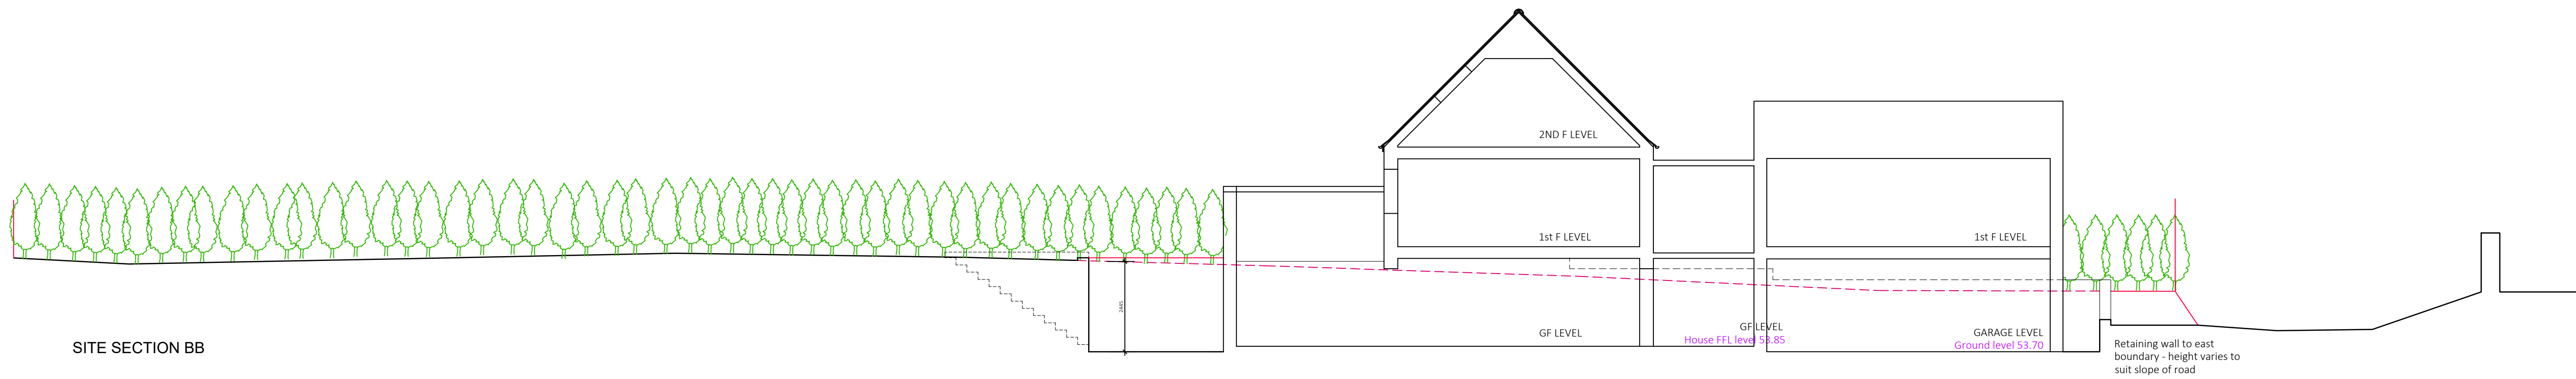 2ND F LEVEL
1st F LEVEL
1st F LEVEL
2445
GF LEVEL
GF LEVEL
House FFL level 53.85
GARAGE LEVEL
Ground level 53.70
SITE SECTION BB
Retaining wall to east
boundary - height varies to
suit slope of road